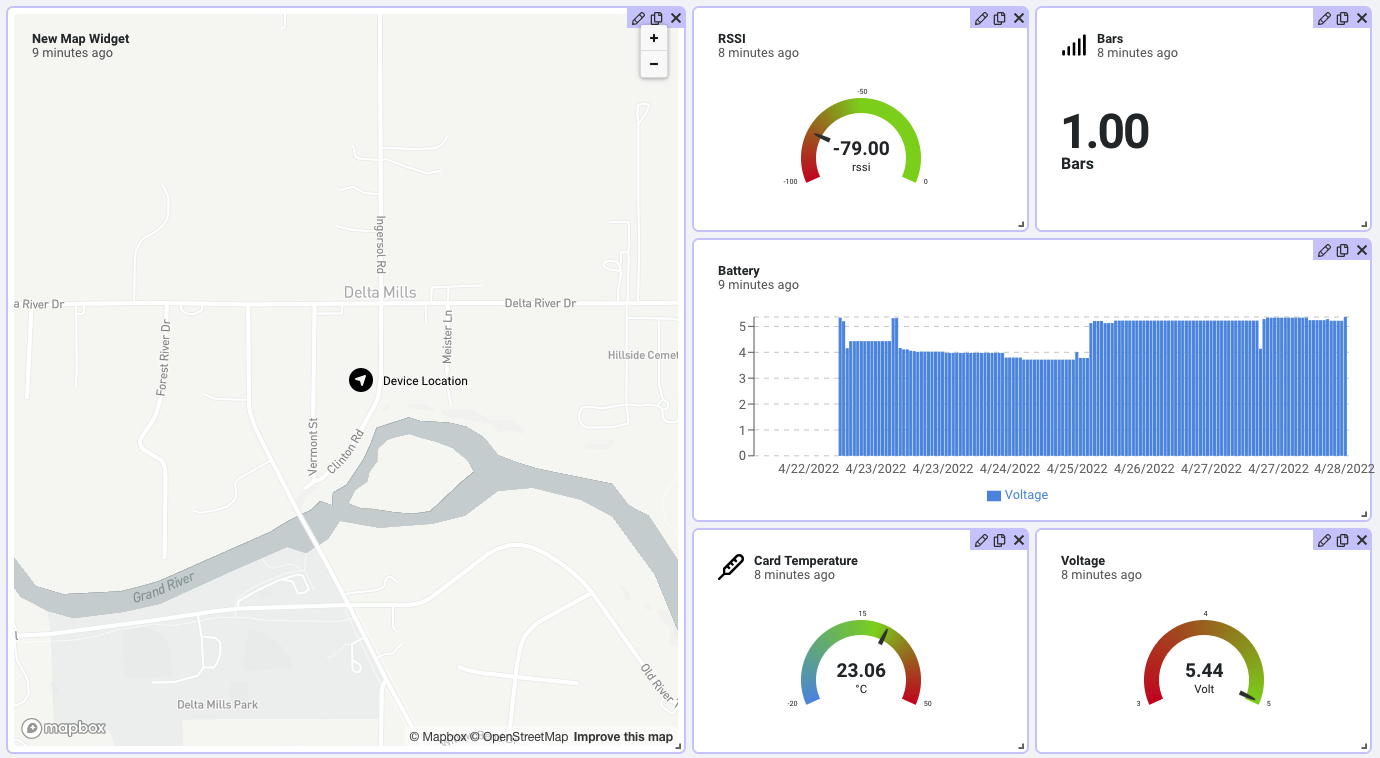 New Map Widget
9 minutes ago
+
−
Ingersol Rd
Delta Mills
a River Dr
Delta River Dr
Forest River Dr
Meister Ln
Hillside Cemet
Device Location
Vermont St
Clinton Rd
Grand River
Old River T
Delta Mills Park
mapbox
© Mapbox © OpenStreetMap Improve this map
RSSI
8 minutes ago
-50
-79.00
rssi
-100
0
Bars
8 minutes ago
1.00
Bars
Battery
9 minutes ago
5
4
3
2
1
0
4/22/2022 4/23/2022 4/23/2022 4/24/2022 4/25/2022 4/26/2022 4/27/2022 4/27/2022 4/28/2022
Voltage
Card Temperature
8 minutes ago
15
23.06
°C
-20
50
Voltage
8 minutes ago
4
5.44
Volt
3
5